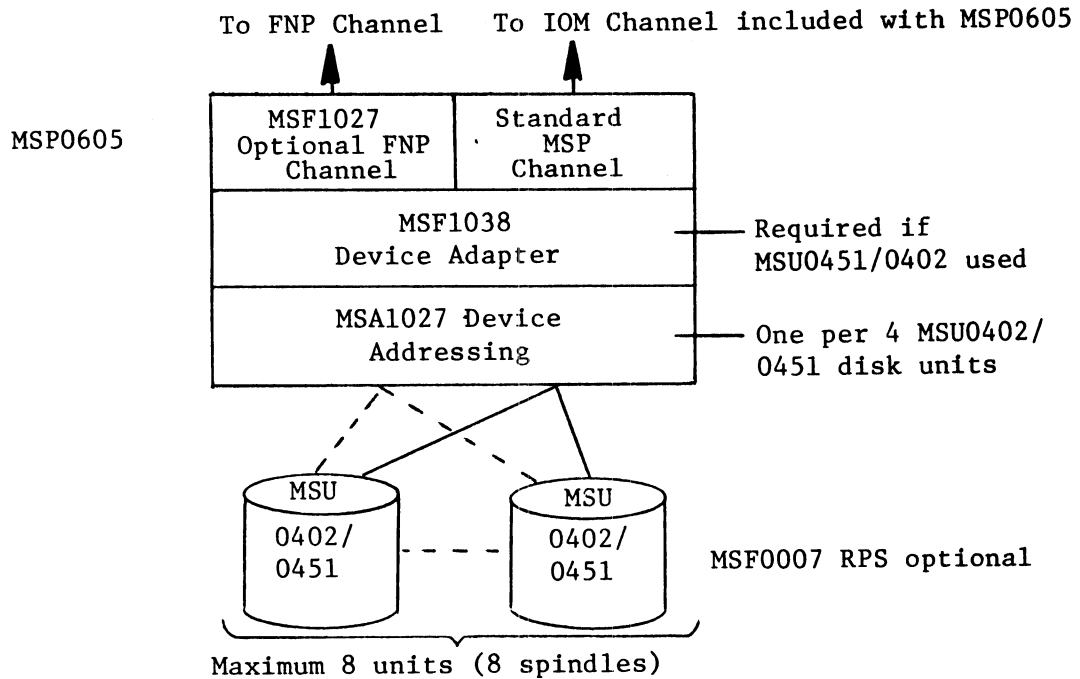 To FNP Channel
To IOM Channel included with MSP0605
MSP0605
MSF1027
Optional FNP
Channel
Standard
MSP
Channel
MSF1038
Device Adapter
Required if
MSU0451/0402 used
MSA1027 Device
Addressing
One per 4 MSU0402/
0451 disk units
MSU
0402/
0451
MSU
0402/
0451
MSF0007 RPS optional
Maximum 8 units (8 spindles)